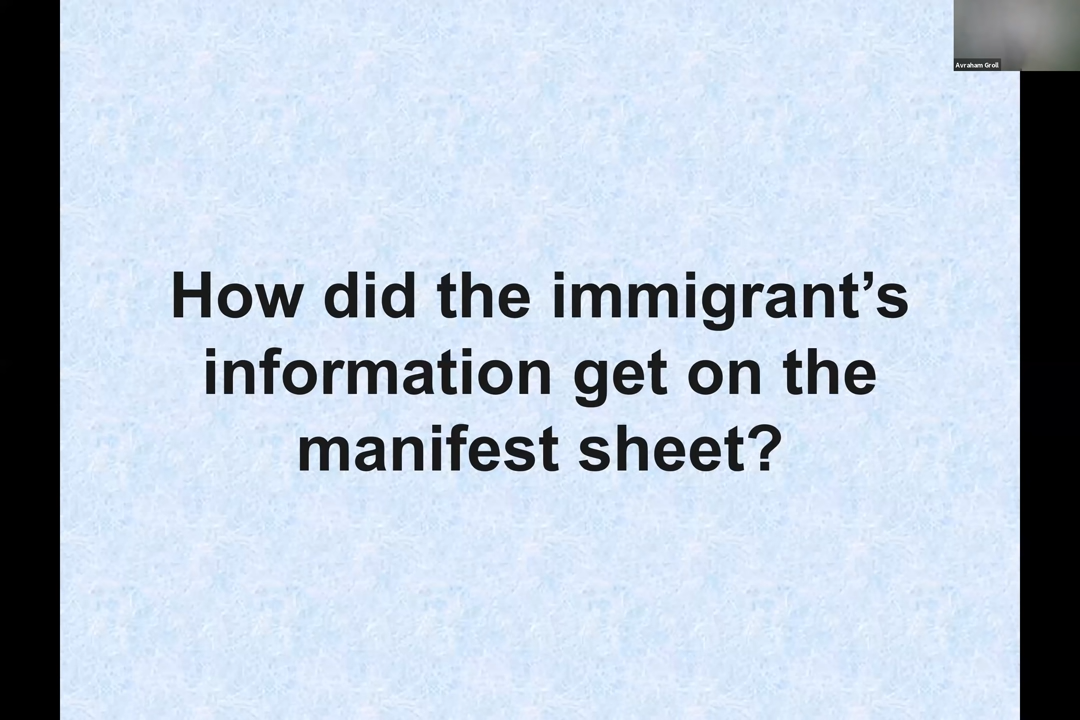 Avraham Groll
How did the immigrant’s
information get on the
manifest sheet?